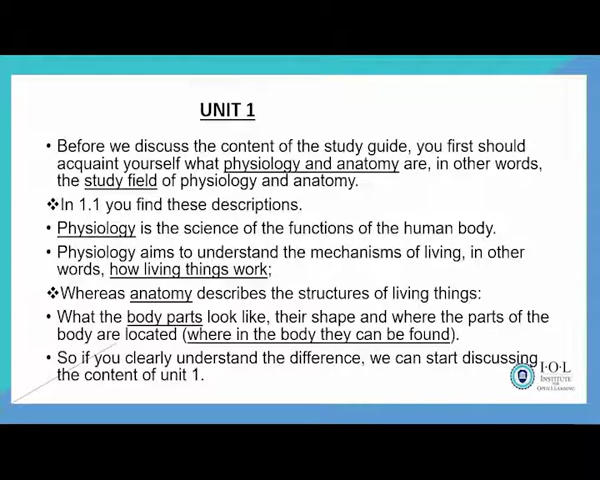 UNIT 1
• Before we discuss the content of the study guide, you first should
acquaint yourself what physiology and anatomy are, in other words,
the study field of physiology and anatomy.
❖In 1.1 you find these descriptions.
• Physiology is the science of the functions of the human body.
• Physiology aims to understand the mechanisms of living, in other
words, how living things work;
❖Whereas anatomy describes the structures of living things:
• What the body parts look like, their shape and where the parts of the
body are located (where in the body they can be found).
• So if you clearly understand the difference, we can start discussing
the content of unit 1.
I·O·L
INSTITUTE
FOR
OPEN LEARNING